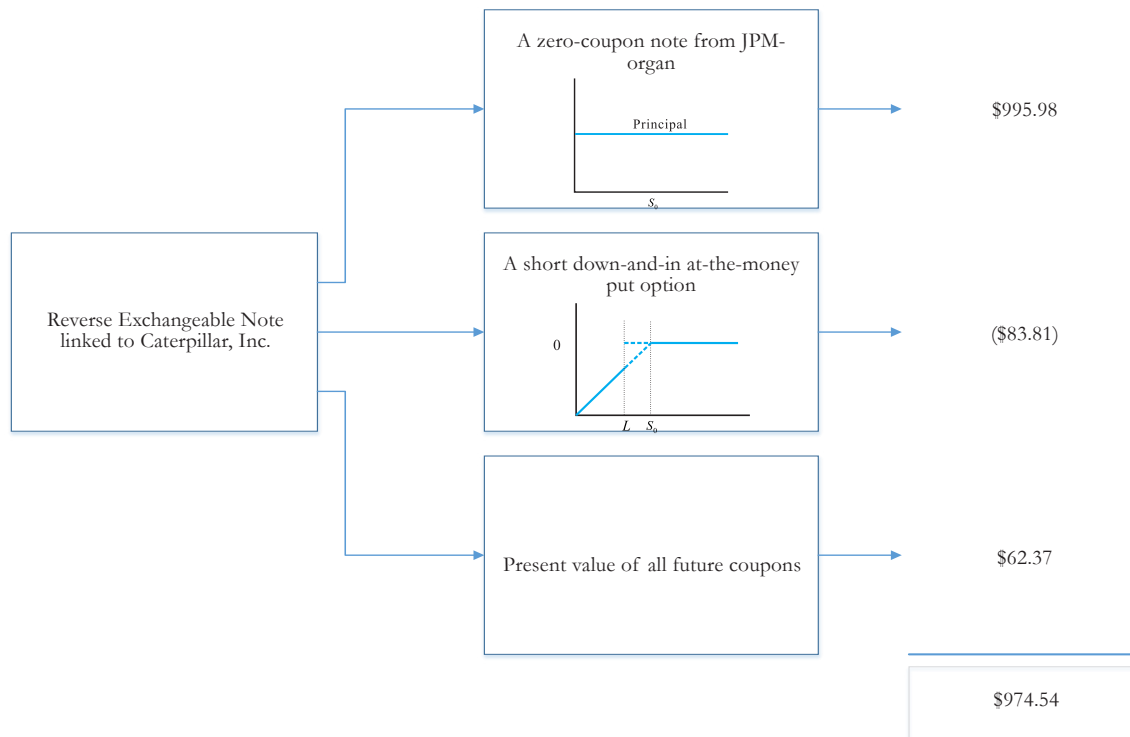 A zero-coupon note from JPM-
organ
Principal
S₀
$995.98
Reverse Exchangeable Note
linked to Caterpillar, Inc.
A short down-and-in at-the-money
put option
0
L S₀
($83.81)
Present value of all future coupons
$62.37
$974.54